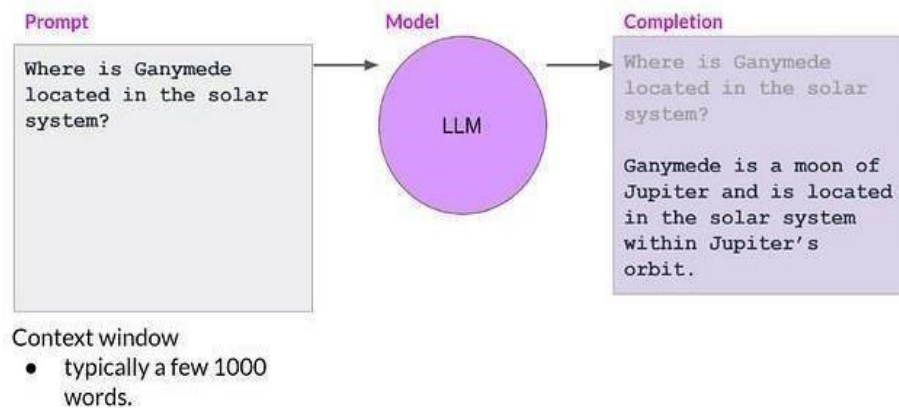 Prompt
Where is Ganymede
located in the solar
system?
Context window
● typically a few 1000
words.
Model
LLM
Completion
Where is Ganymede
located in the solar
system?
Ganymede is a moon of
Jupiter and is located
in the solar system
within Jupiter's
orbit.